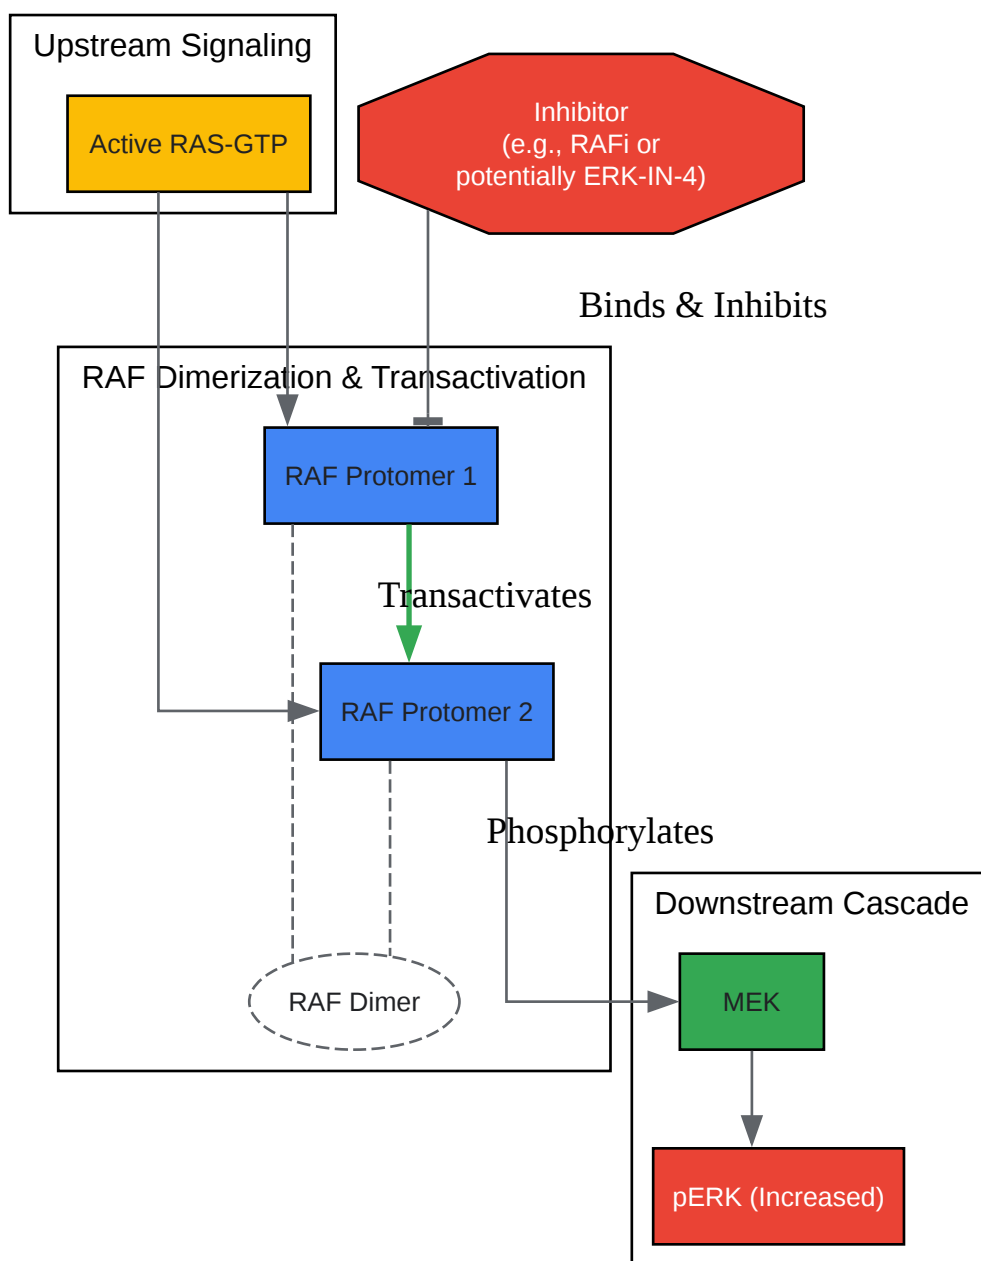 Upstream Signaling
Active RAS-GTP
Inhibitor
(e.g., RAFi or
potentially ERK-IN-4)
Binds & Inhibits
RAF Dimerization & Transactivation
RAF Protomer 1
Transactivates
RAF Protomer 2
Phosphorylates
Downstream Cascade
RAF Dimer
MEK
pERK (Increased)